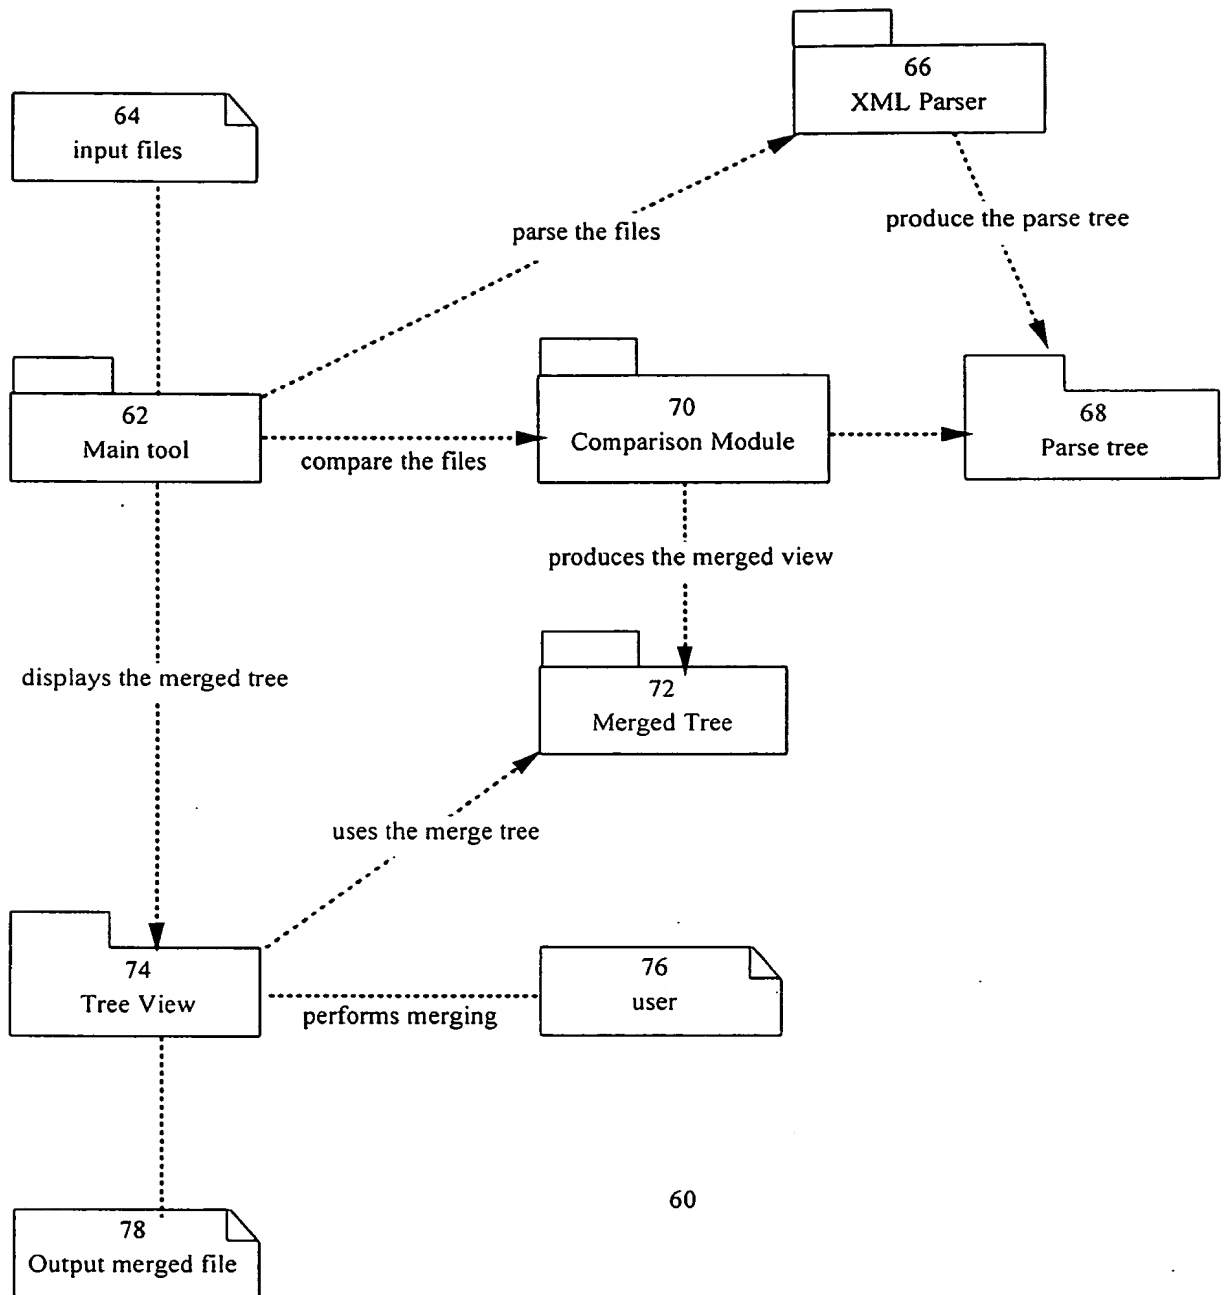 66
XML Parser
64
input files
produce the parse tree
parse the files
70
Comparison Module
62
Main tool
68
Parse tree
compare the files
produces the merged view
displays the merged tree
72
Merged Tree
uses the merge tree
74
Tree View
76
user
performs merging
60
78
Output merged file